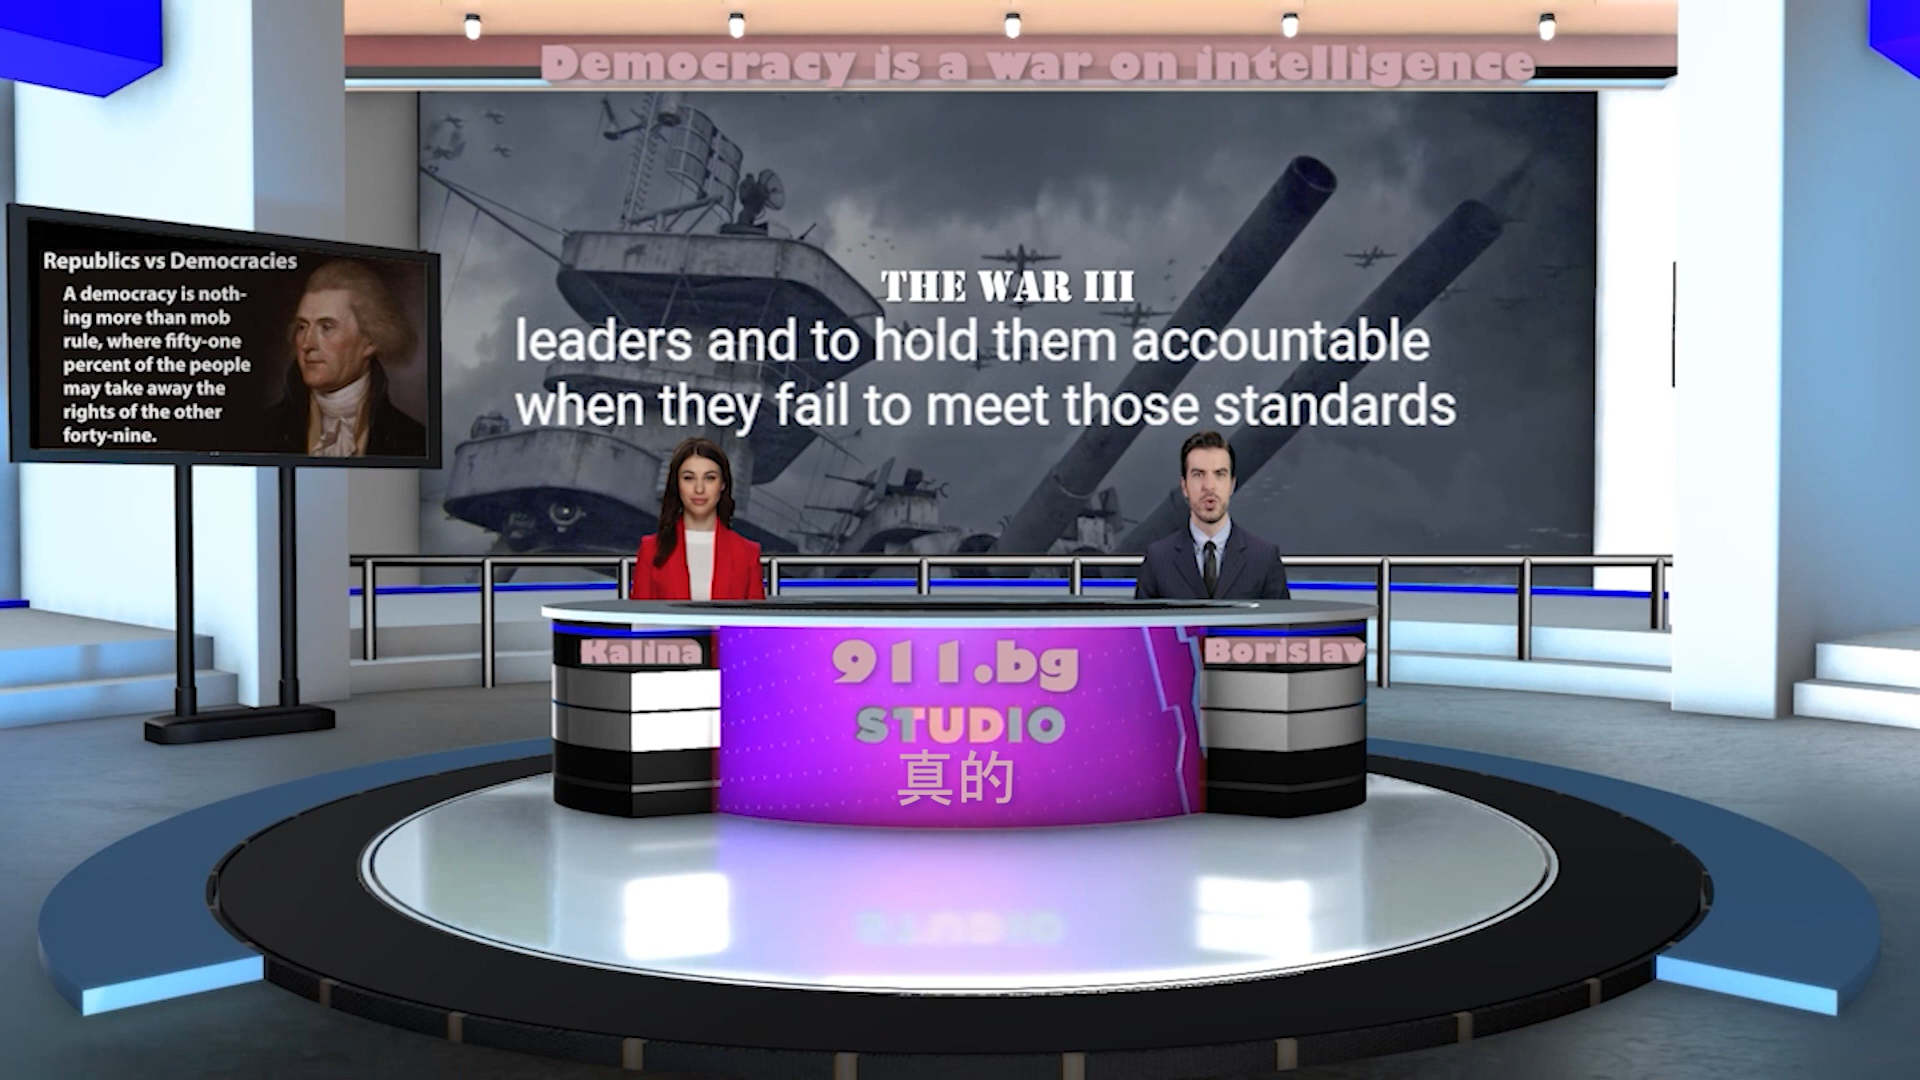 Democracy is a war on intelligence
Republics vs Democracies
A democracy is noth-
ing more than mob
rule, where fifty-one
percent of the people
may take away the
rights of the other
forty-nine.
THE WAR III
leaders and to hold them accountable
when they fail to meet those standards
Kalina
Borislav
911.bg
STUDIO
真的